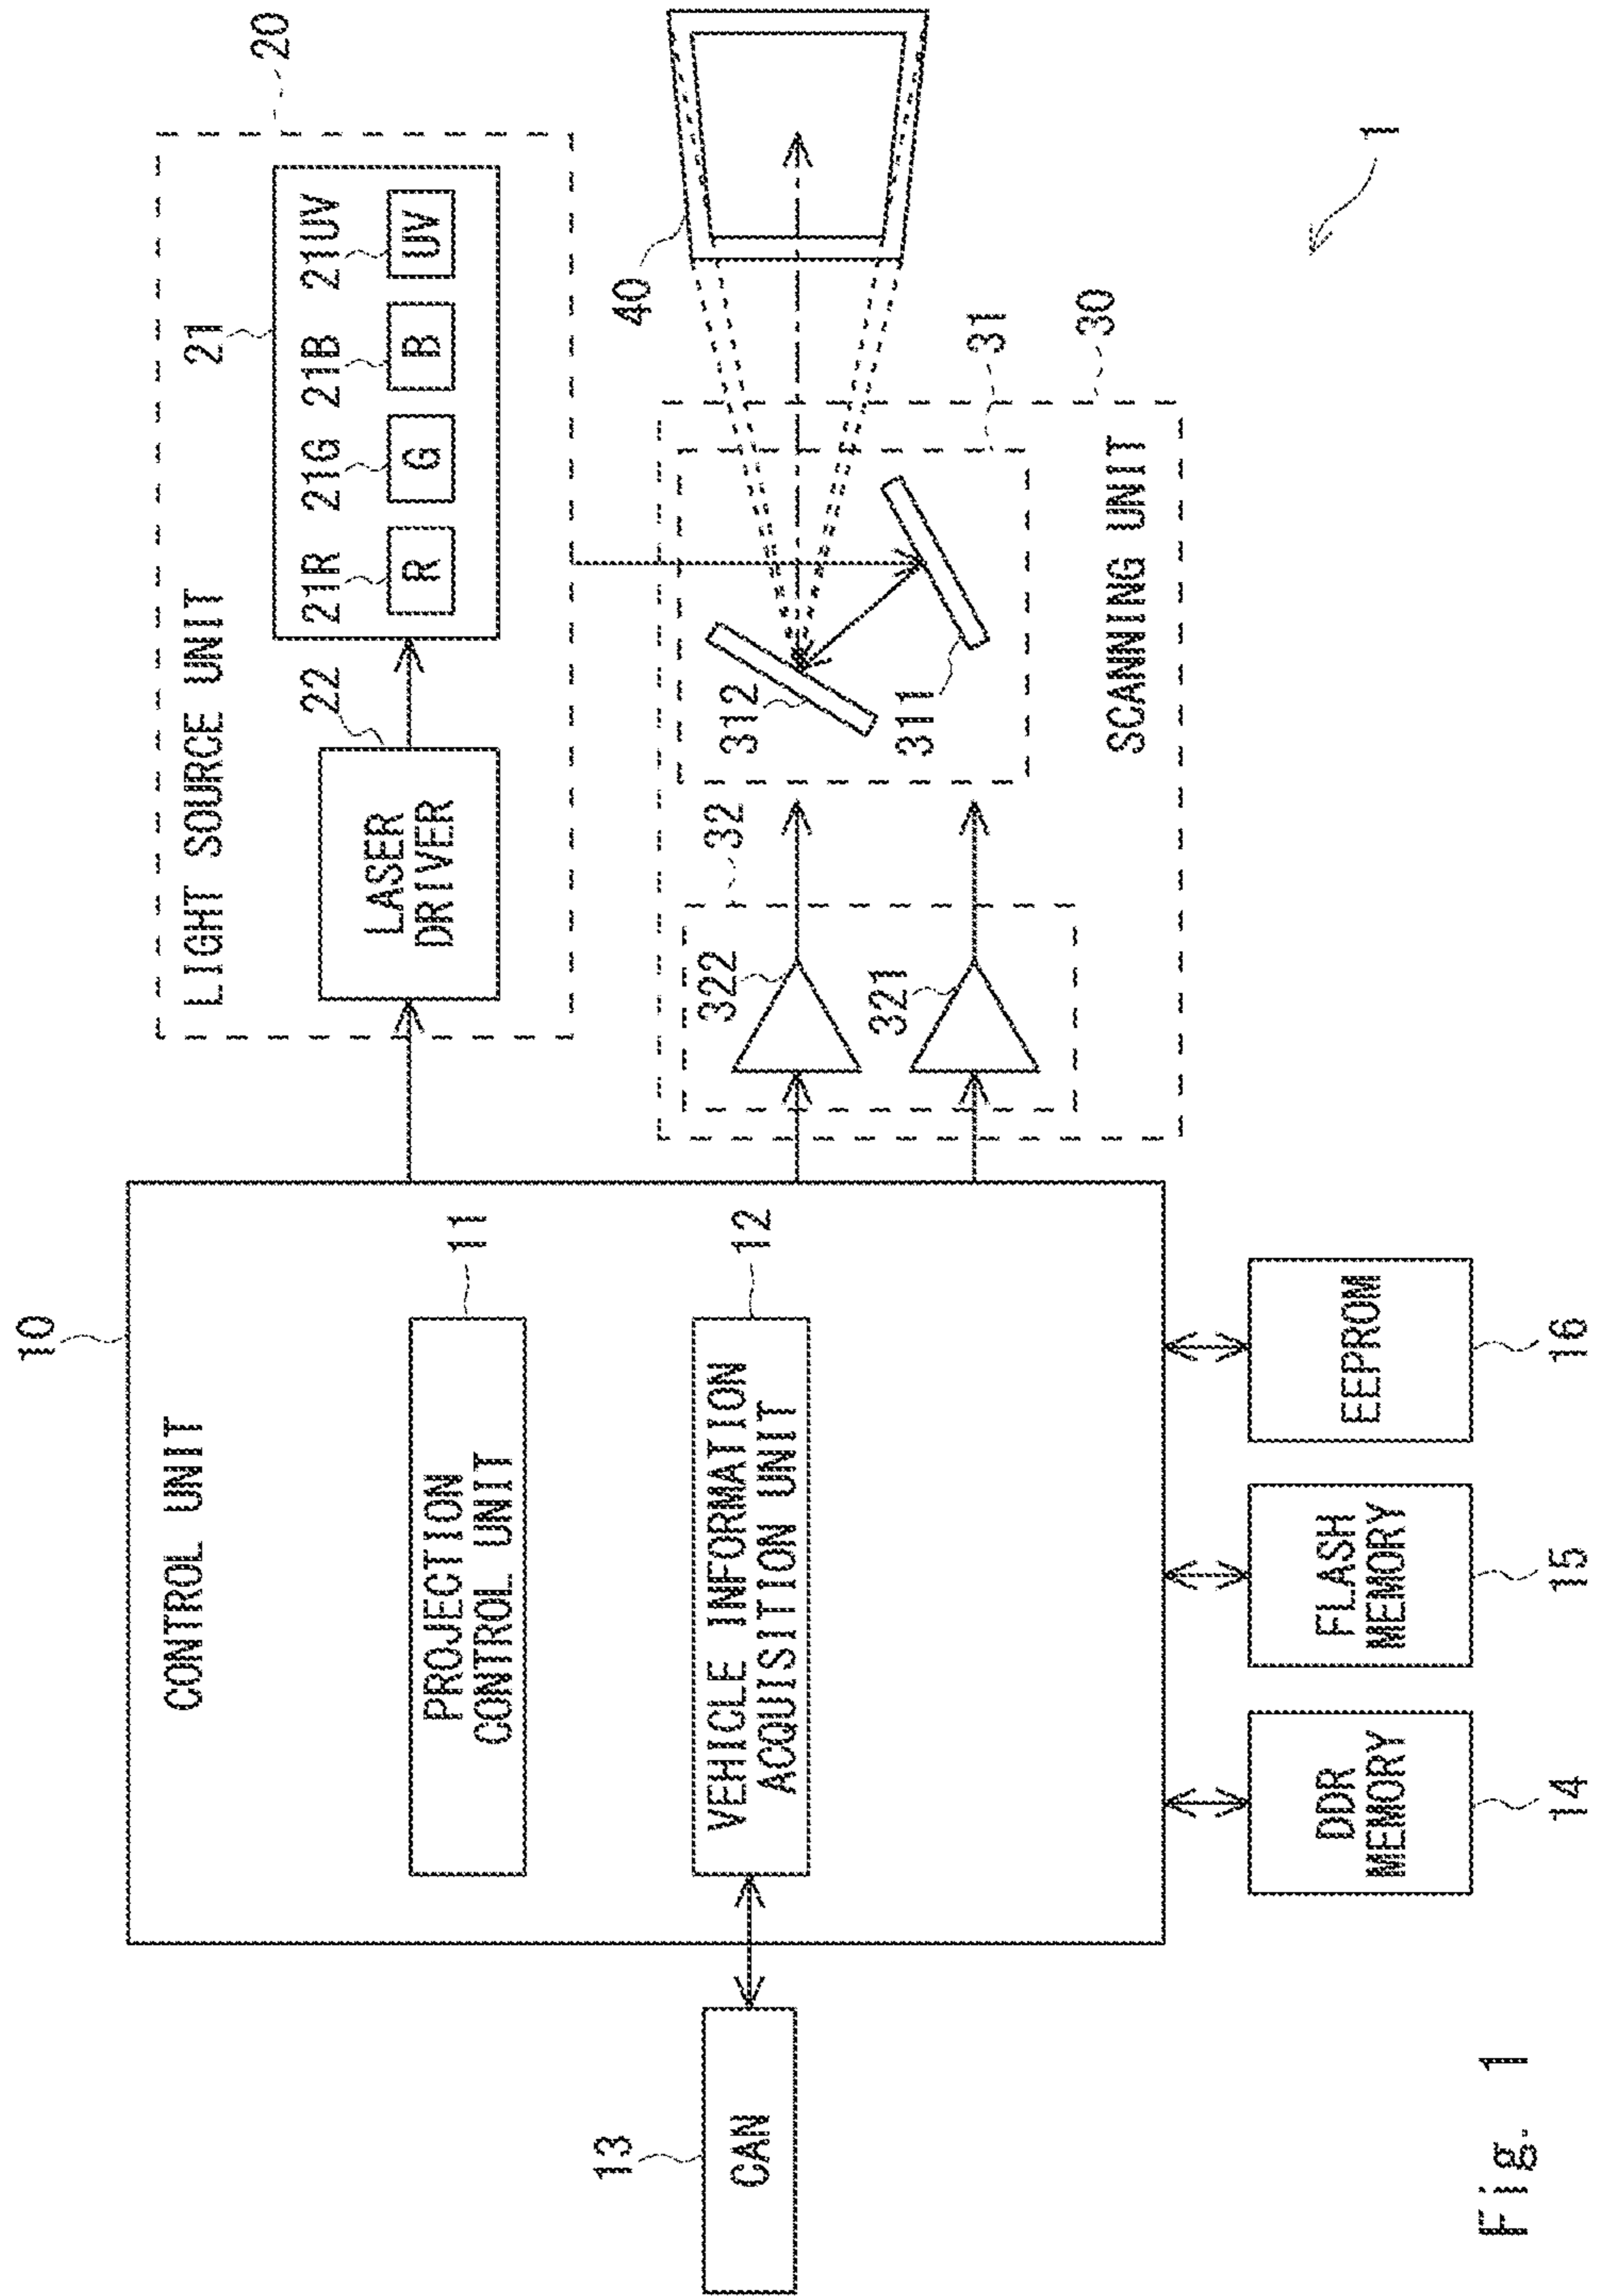 10
CONTROL UNIT
PROJECTION
CONTROL UNIT
11
VEHICLE INFORMATION
ACQUISITION UNIT
12
13
CAN
DDR
MEMORY
14
FLASH
MEMORY
15
EEPROM
16
LIGHT SOURCE UNIT
20
LASER
DRIVER
22
21
21R 21G 21B 21UV
R G B UV
SCANNING UNIT
30
32
322
321
31
312
311
40
1
Fig. 1